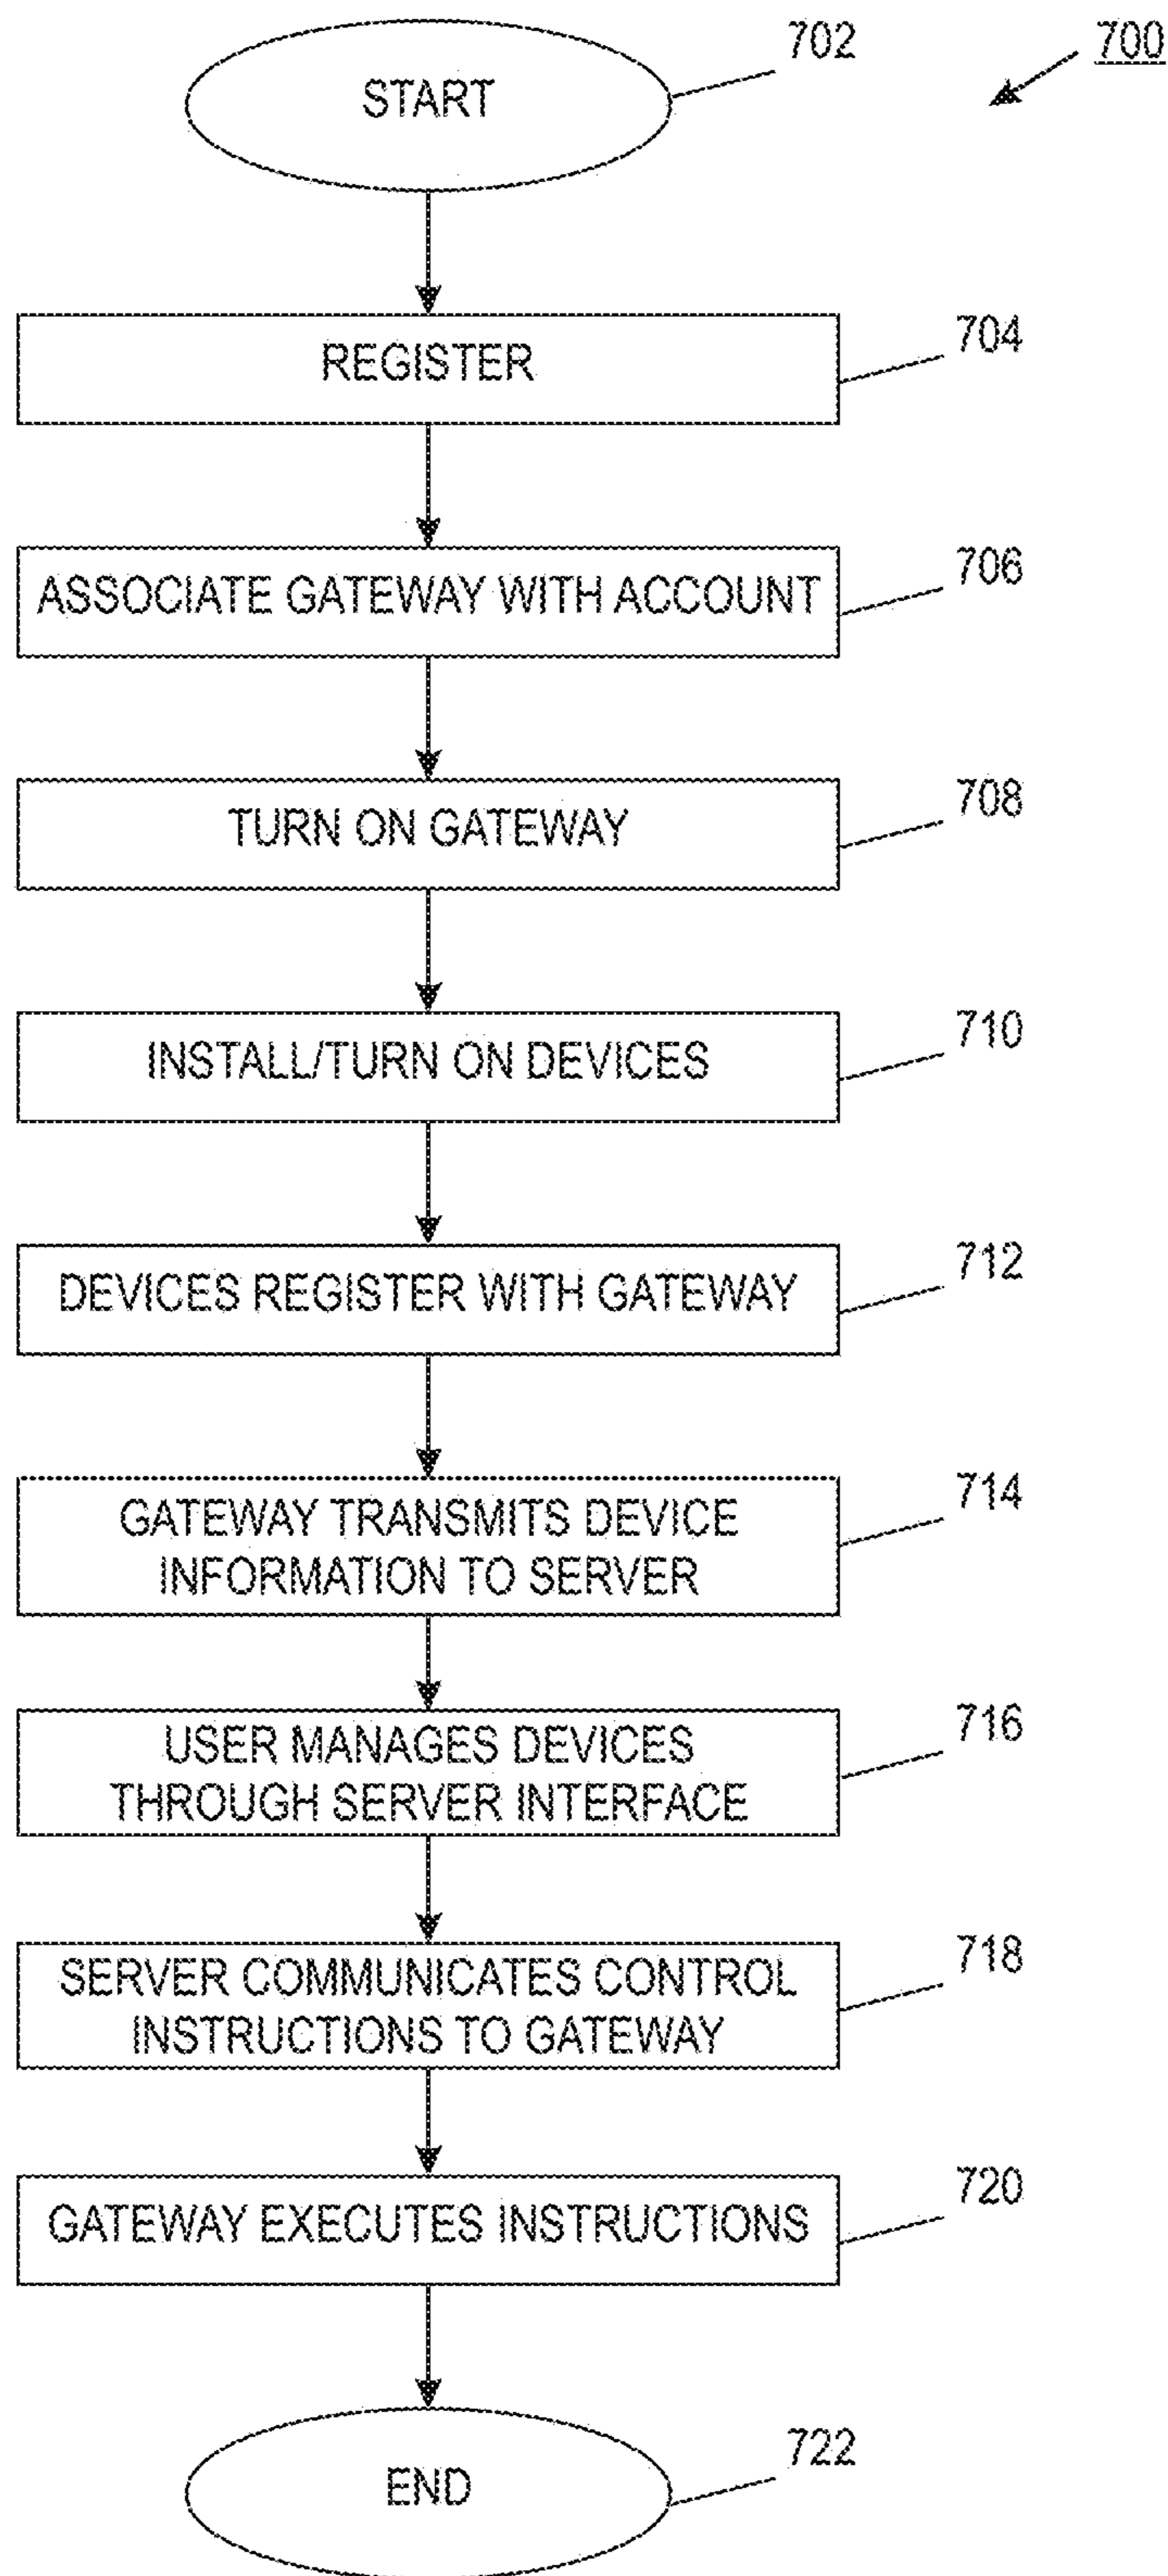 702
700
START
704
REGISTER
706
ASSOCIATE GATEWAY WITH ACCOUNT
708
TURN ON GATEWAY
710
INSTALL/TURN ON DEVICES
712
DEVICES REGISTER WITH GATEWAY
714
GATEWAY TRANSMITS DEVICE
INFORMATION TO SERVER
716
USER MANAGES DEVICES
THROUGH SERVER INTERFACE
718
SERVER COMMUNICATES CONTROL
INSTRUCTIONS TO GATEWAY
720
GATEWAY EXECUTES INSTRUCTIONS
722
END